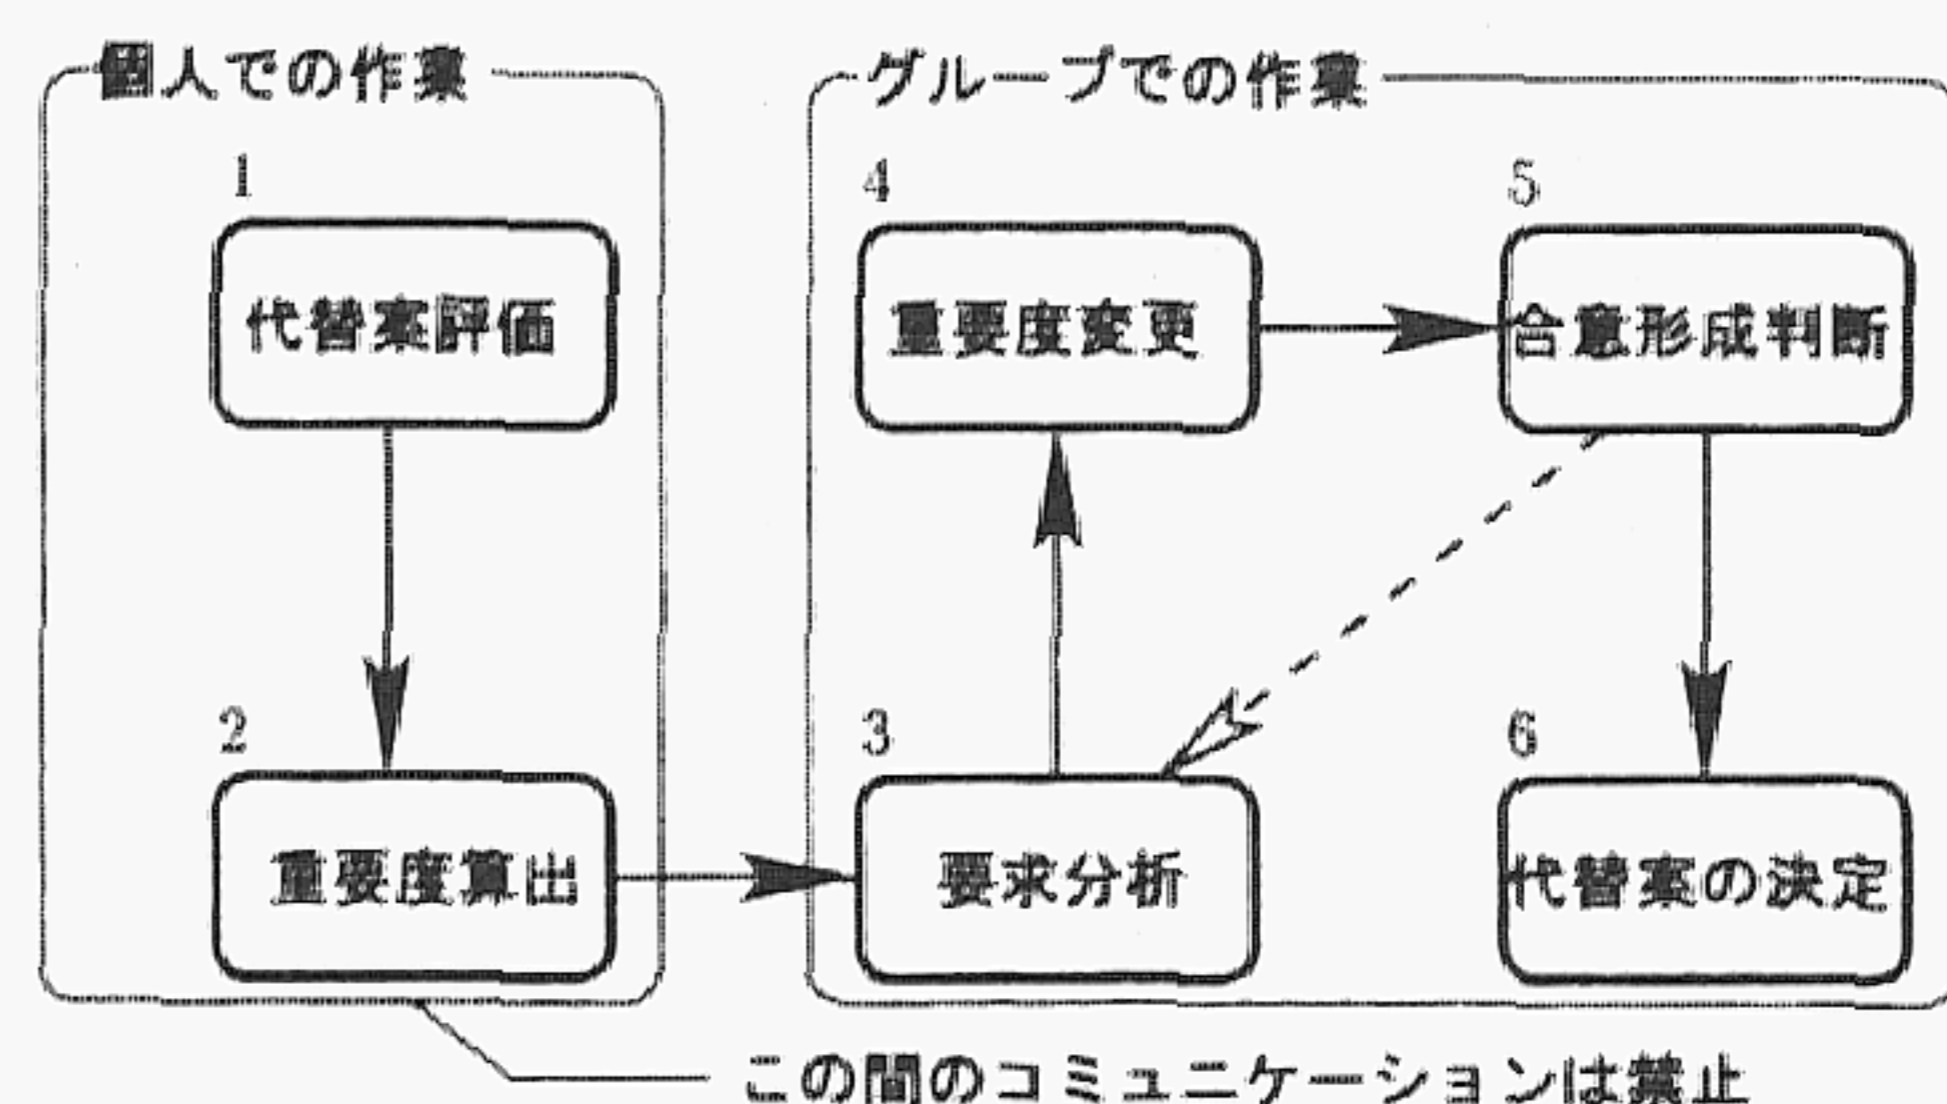 個人での作業
1
代替案評価
2
重要度算出
グループでの作業
4
重要度変更
5
合意形成判断
3
要求分析
6
代替案の決定
この間のコミュニケーションは禁止